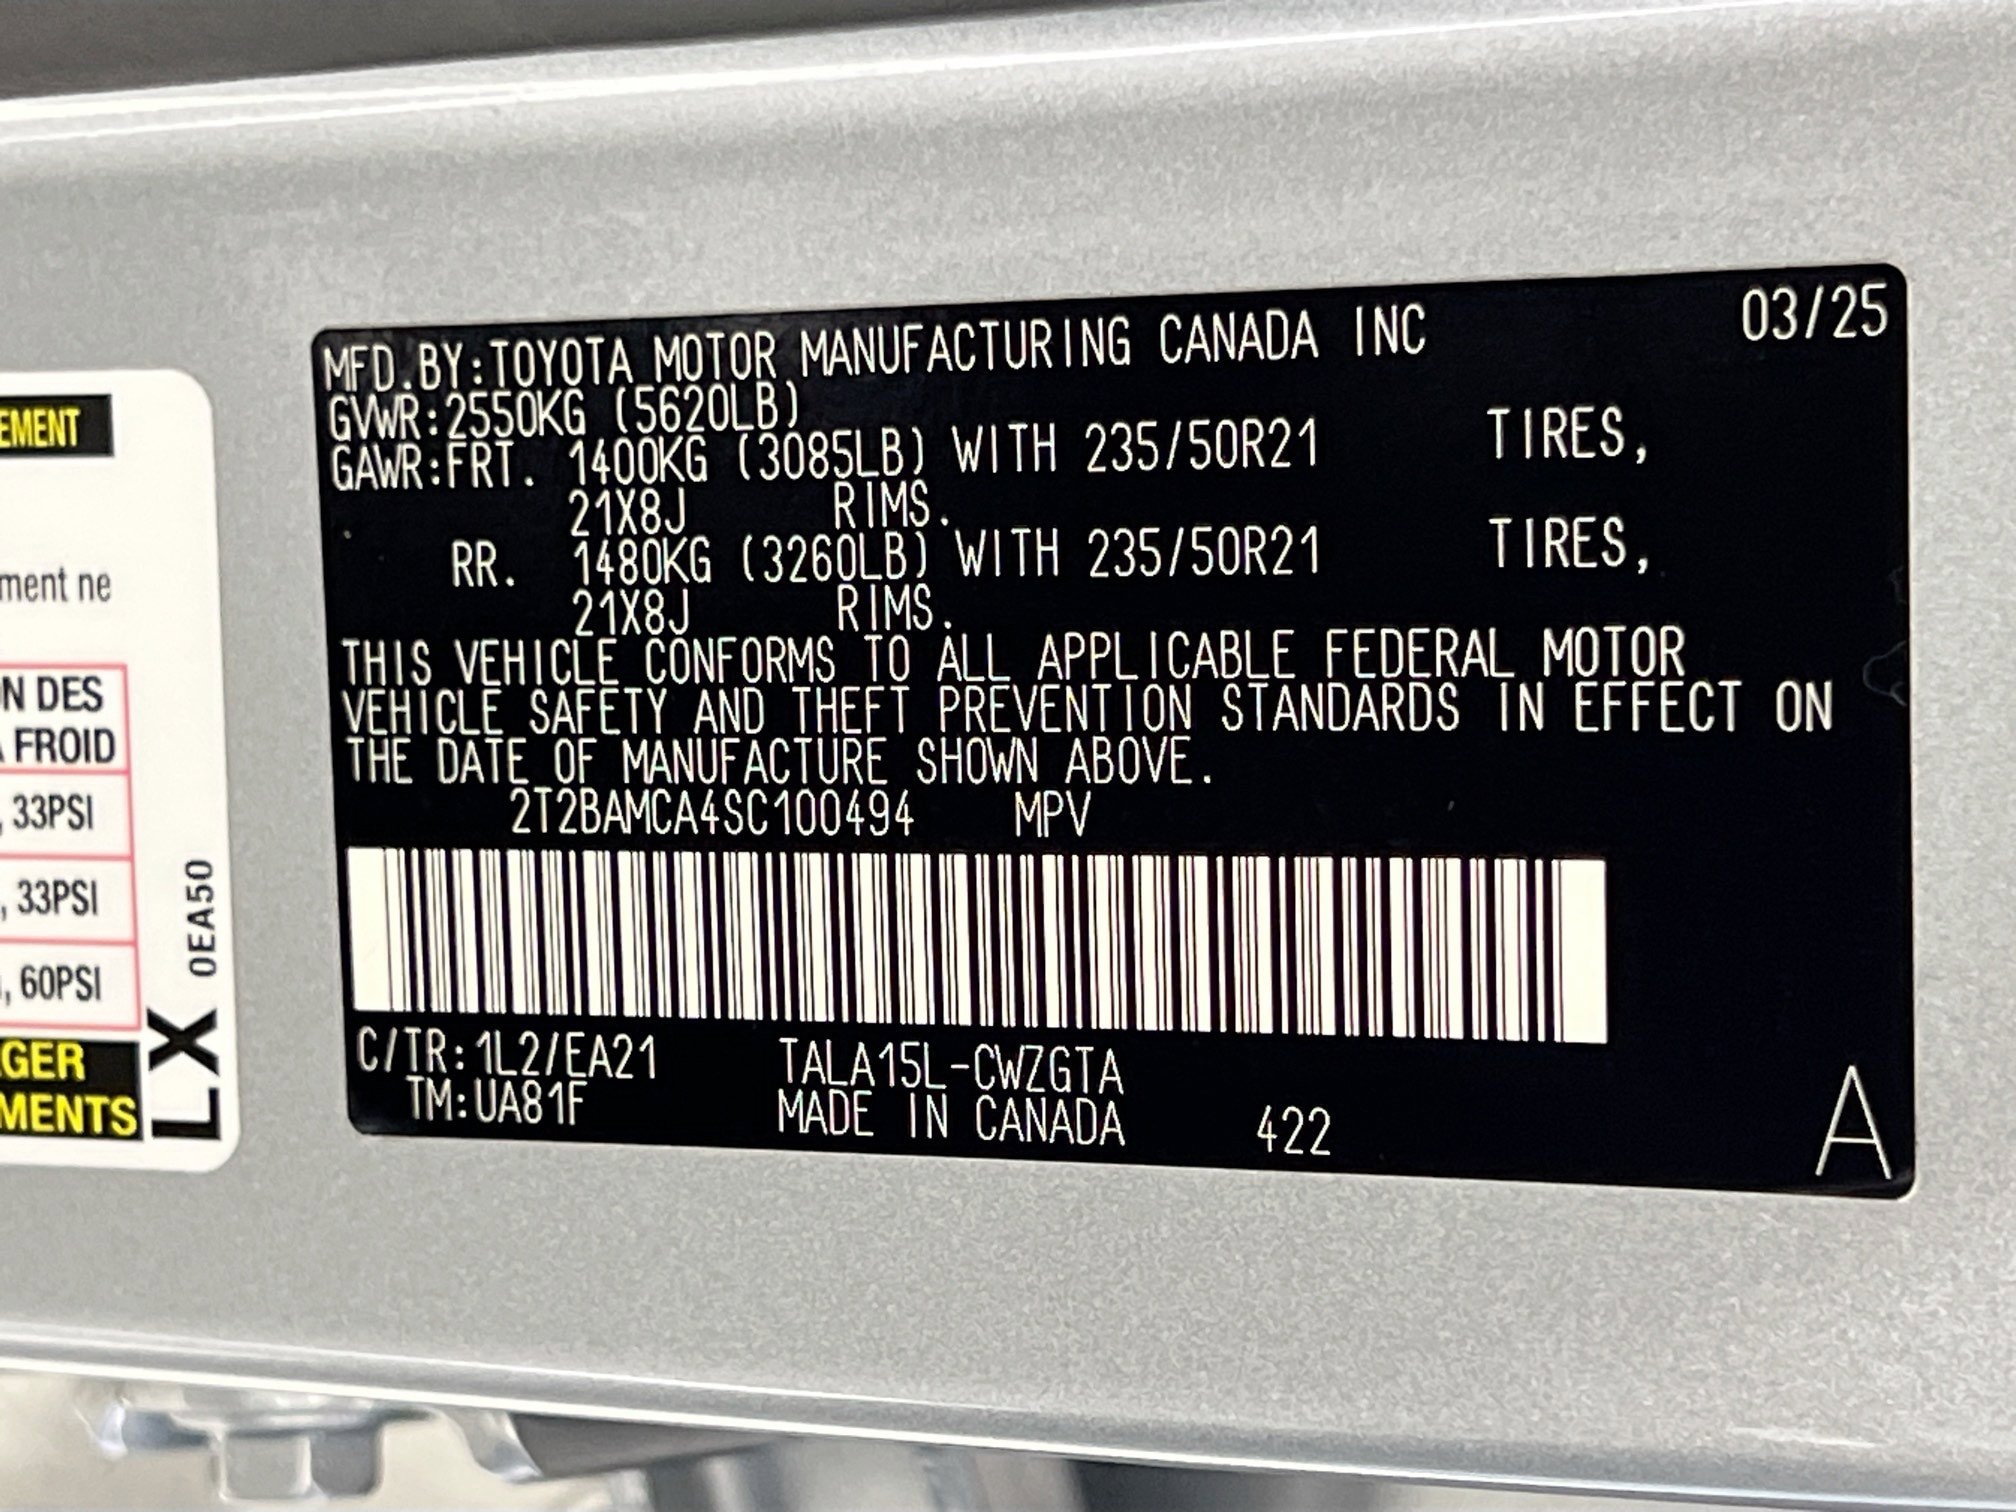 EMENT
ment ne
N DES
A FROID
, 33PSI
, 33PSI
, 60PSI
GER
MENTS
LX 0EA50
MFD.BY:TOYOTA MOTOR MANUFACTURING CANADA INC 03/25
GVWR:2550KG (5620LB)
GAWR:FRT. 1400KG (3085LB) WITH 235/50R21 TIRES,
21X8J RIMS.
RR. 1480KG (3260LB) WITH 235/50R21 TIRES,
21X8J RIMS.
THIS VEHICLE CONFORMS TO ALL APPLICABLE FEDERAL MOTOR
VEHICLE SAFETY AND THEFT PREVENTION STANDARDS IN EFFECT ON
THE DATE OF MANUFACTURE SHOWN ABOVE.
2T2BAMCA4SC100494 MPV
C/TR:1L2/EA21 TALA15L-CWZGTA
TM:UA81F MADE IN CANADA 422
A